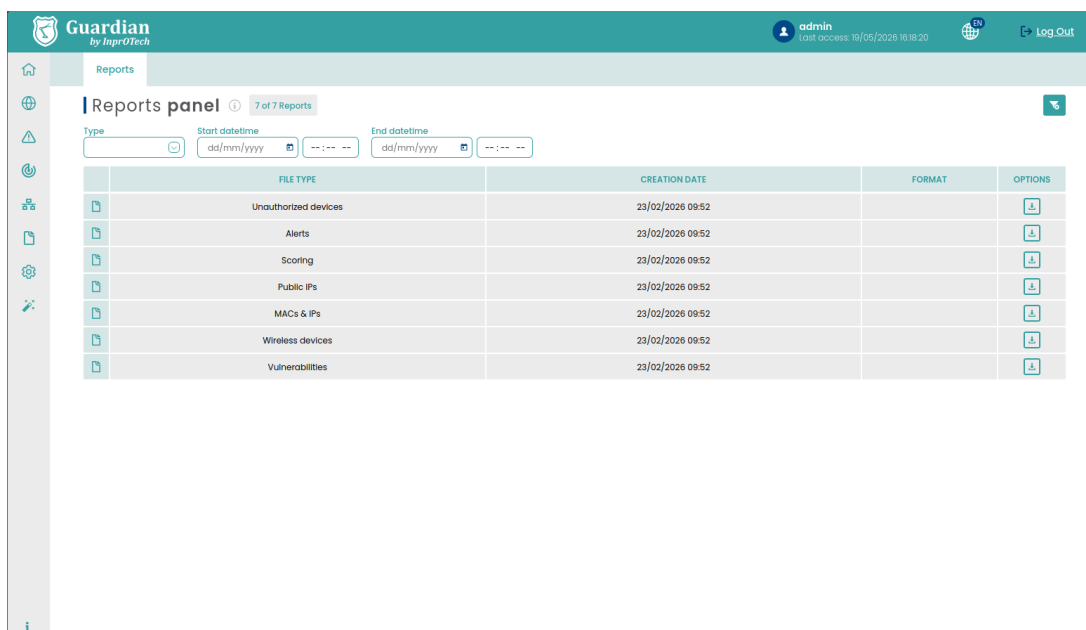 Guardian
by InprOTech
admin
Last access: 19/05/2026 16:18:20
EN
Log Out
Reports
Reports panel
7 of 7 Reports
Type
Start datetime
End datetime
dd/mm/yyyy
--:-- --
dd/mm/yyyy
--:-- --
FILE TYPE CREATION DATE FORMAT OPTIONS
Unauthorized devices 23/02/2026 09:52
Alerts 23/02/2026 09:52
Scoring 23/02/2026 09:52
Public IPs 23/02/2026 09:52
MACs & IPs 23/02/2026 09:52
Wireless devices 23/02/2026 09:52
Vulnerabilities 23/02/2026 09:52